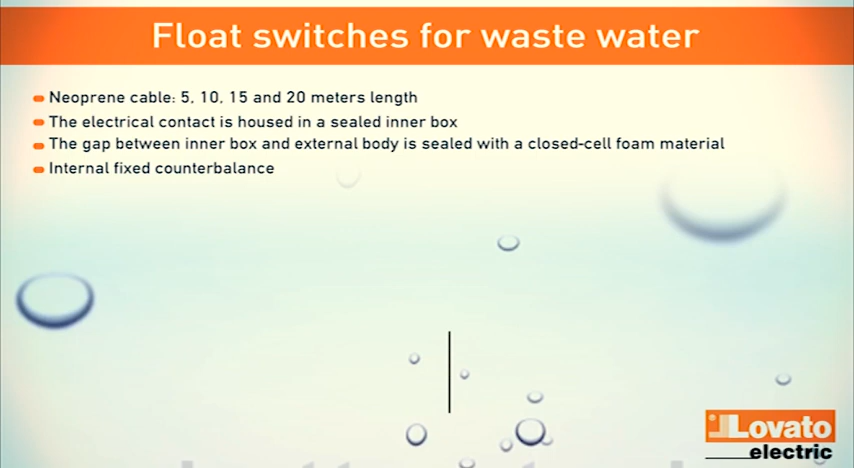 Float switches for waste water
Neoprene cable: 5, 10, 15 and 20 meters length
The electrical contact is housed in a sealed inner box
The gap between inner box and external body is sealed with a closed-cell foam material
Internal fixed counterbalance
Lovato
electric